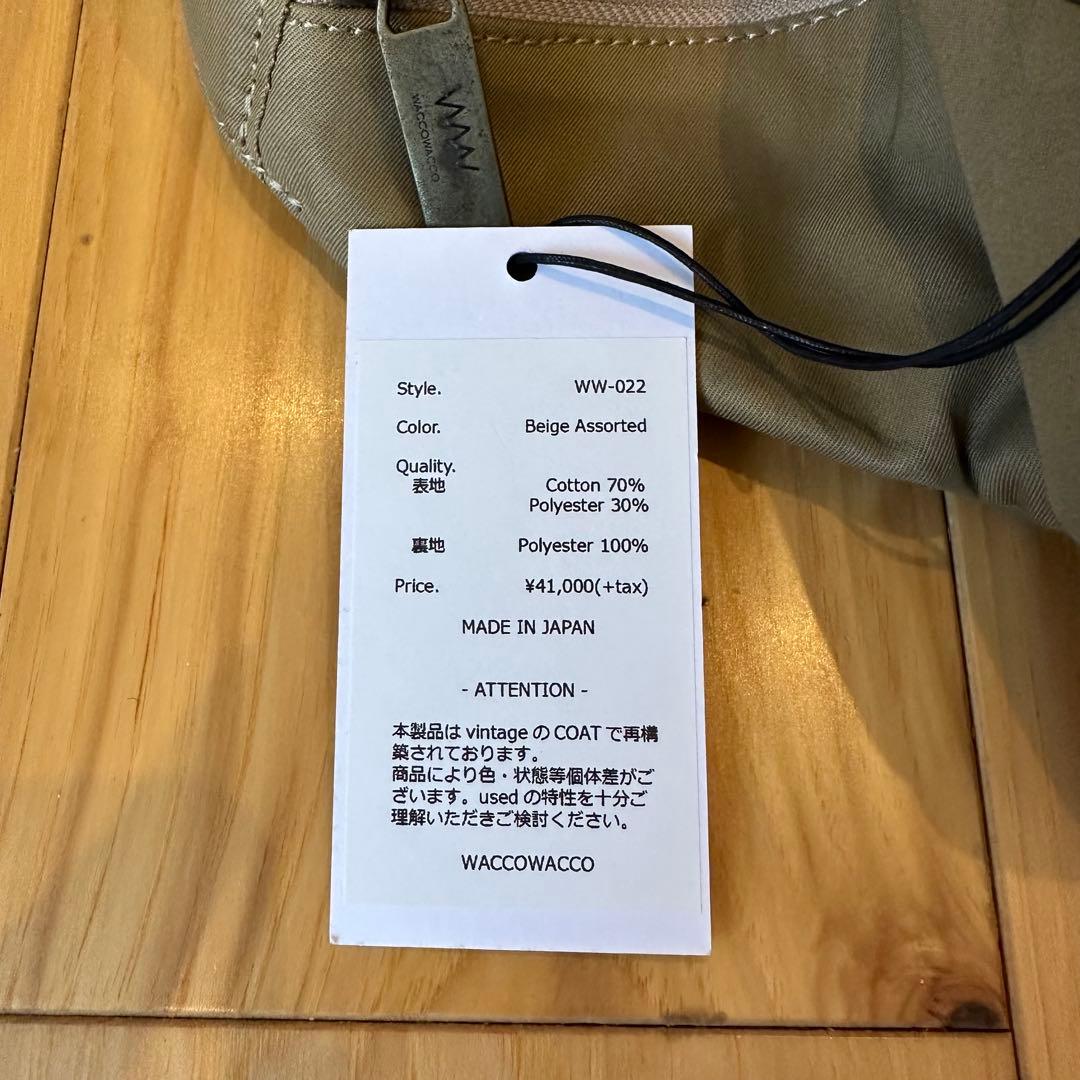 WACCOWACCO
Style. WW-022
Color. Beige Assorted
Quality.
表地 Cotton 70%
Polyester 30%
裏地 Polyester 100%
Price. ¥41,000(+tax)
MADE IN JAPAN
- ATTENTION -
本製品は vintage の COAT で再構
築されております。
商品により色・状態等個体差がご
ざいます。used の特性を十分ご
理解いただきご検討ください。
WACCOWACCO